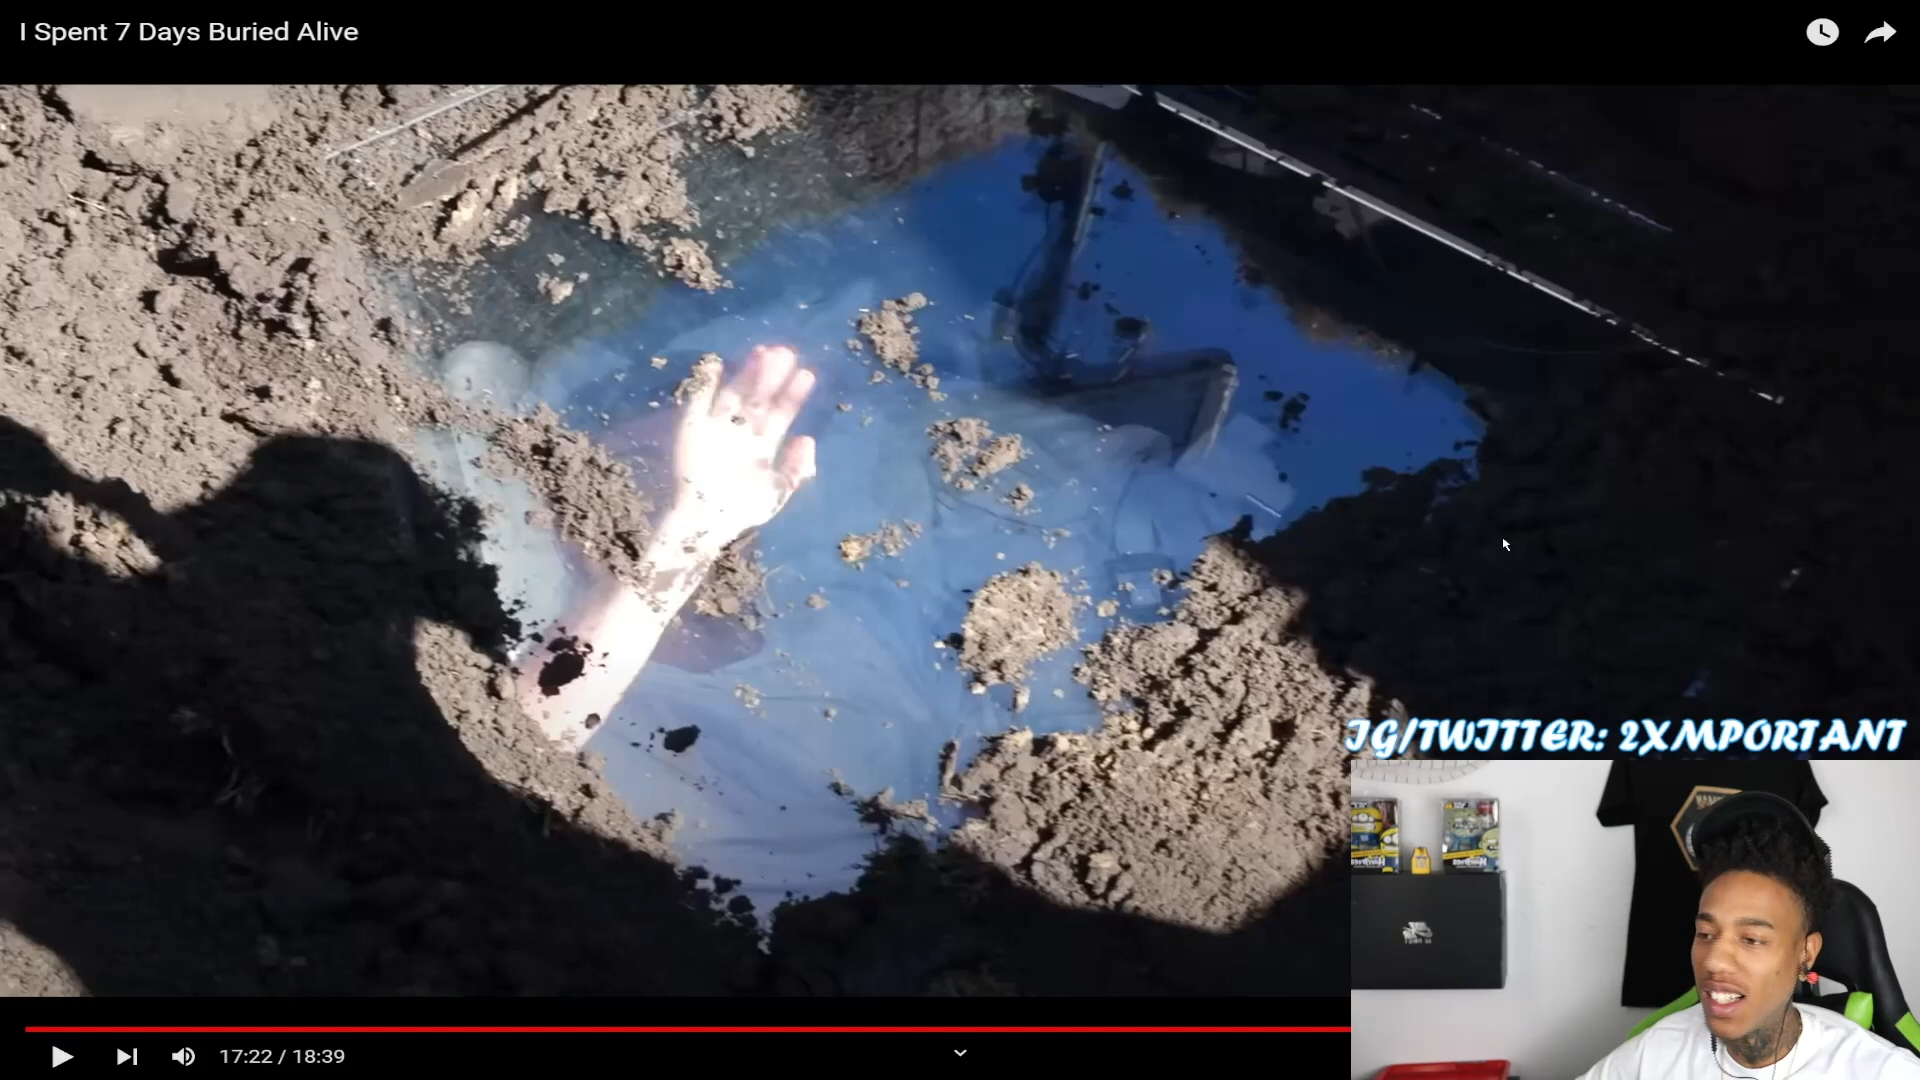 I Spent 7 Days Buried Alive
IG/TWITTER: 2XMPORTANT
17:22 / 18:39